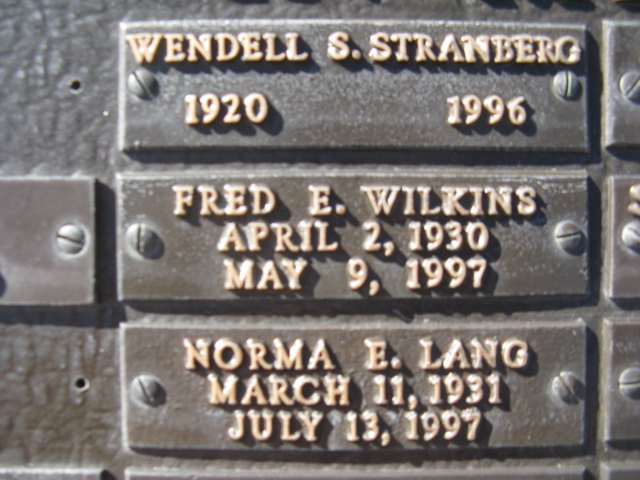 WENDELL S. STRANBERG
1920 1996
FRED E. WILKINS
APRIL 2, 1930
MAY 9, 1997
NORMA E. LANG
MARCH 11, 1931
JULY 13, 1997